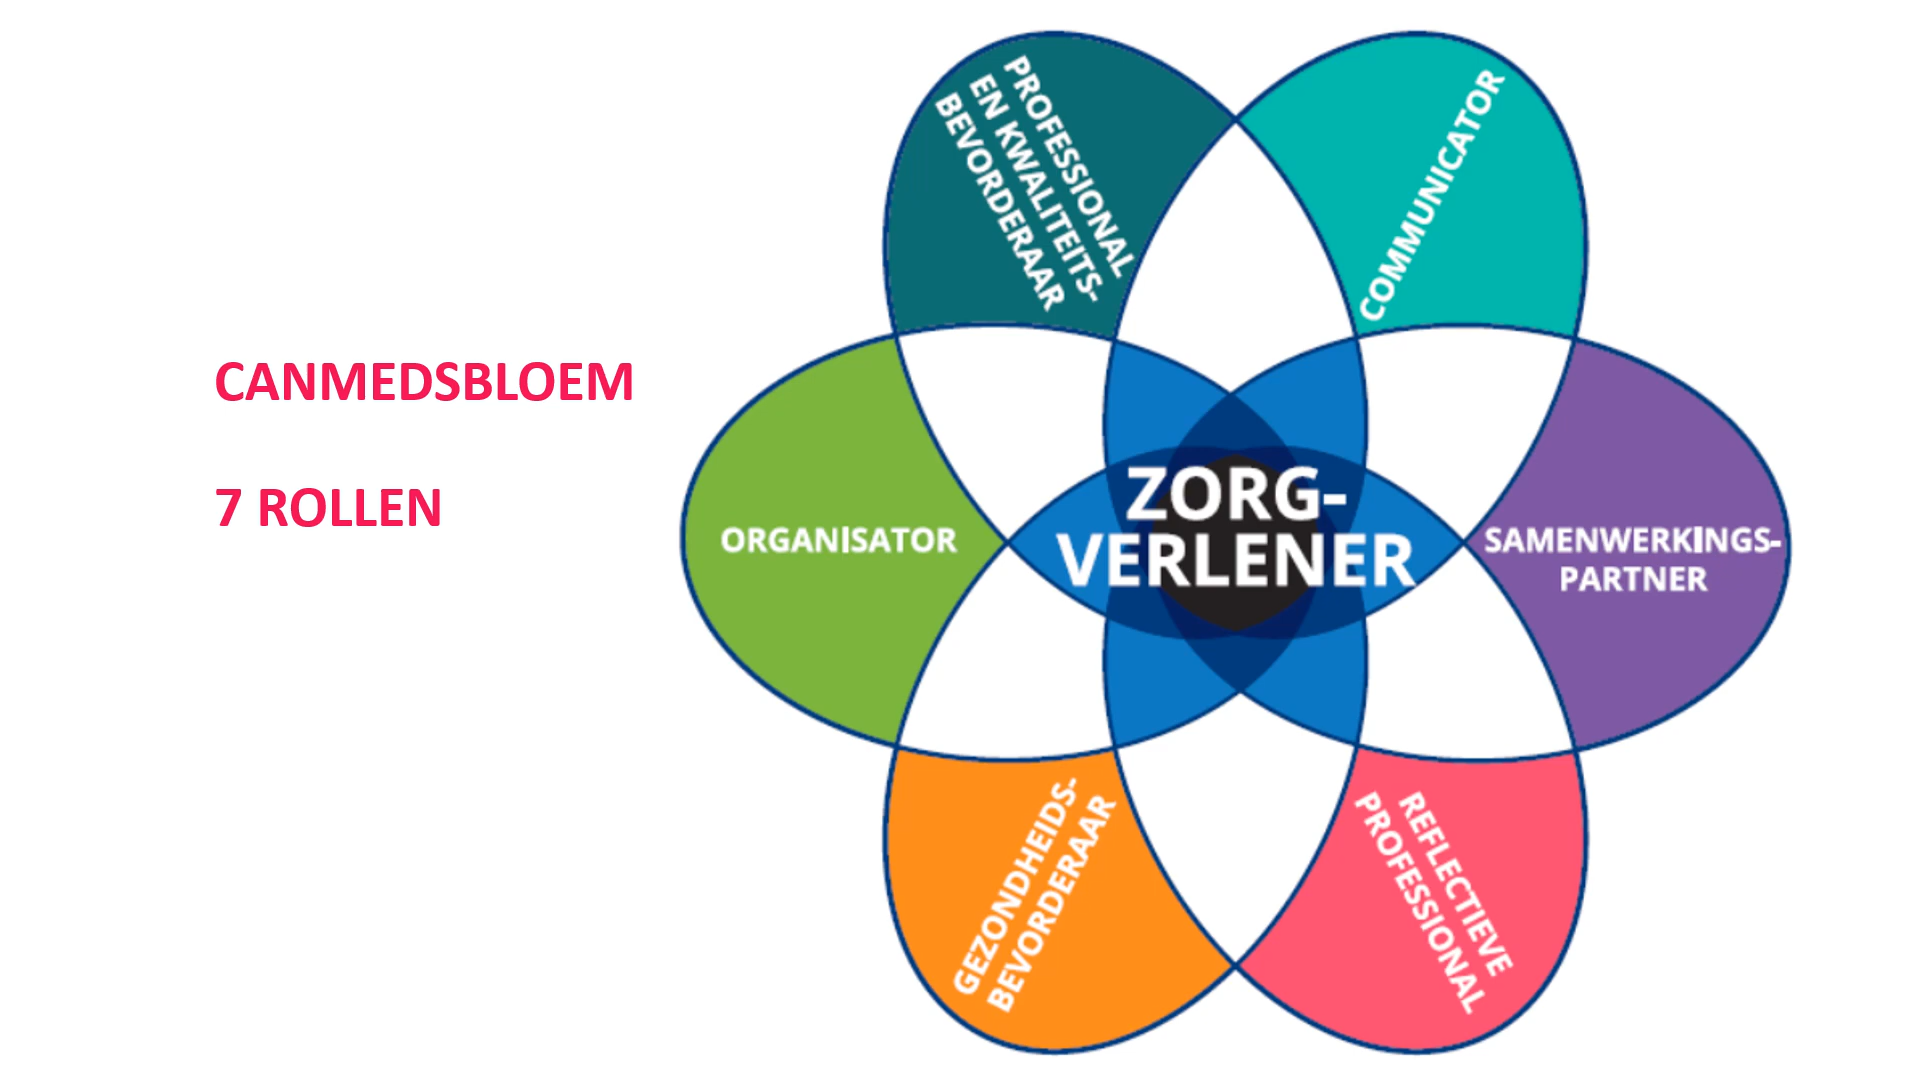 CANMEDSBLOEM
7 ROLLEN
PROFESSIONAL
EN KWALITEITS-
BEVORDERAAR
COMMUNICATOR
ORGANISATOR
ZORG-
VERLENER
SAMENWERKINGS-
PARTNER
GEZONDHEIDS-
BEVORDERAAR
REFLECTIEVE
PROFESSIONAL